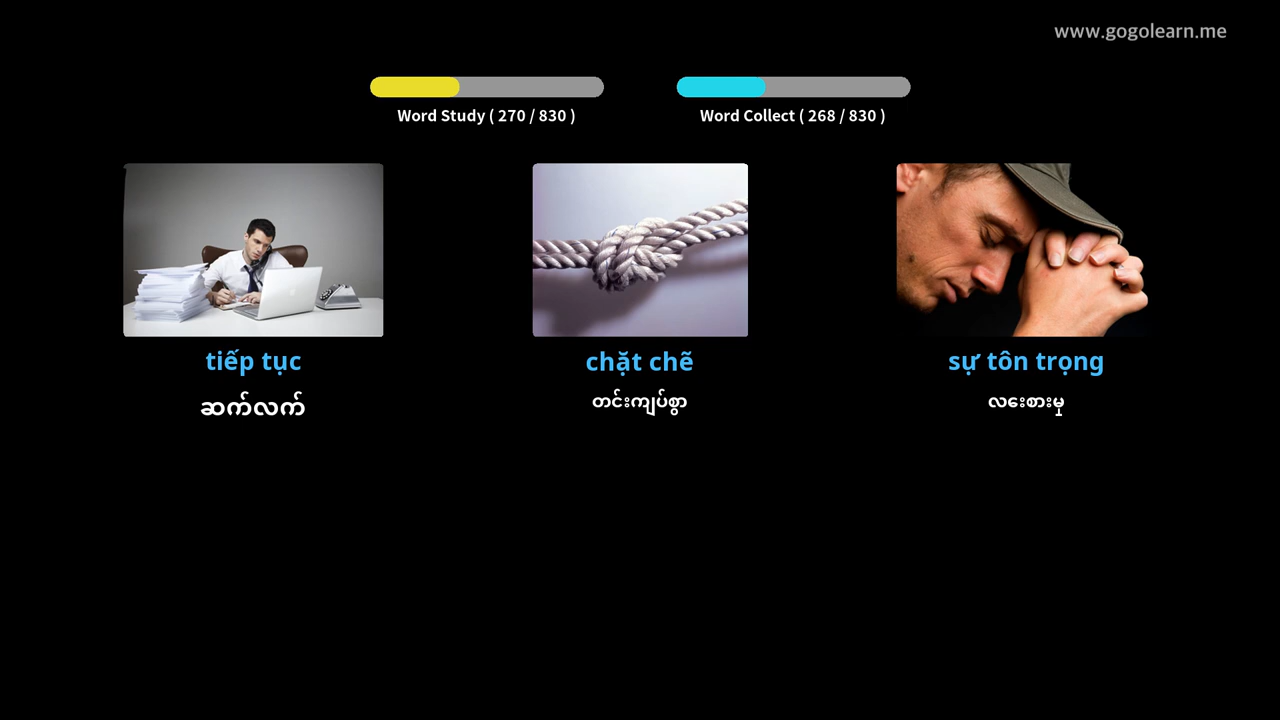 www.gogolearn.me
Word Study ( 270 / 830 )
Word Collect ( 268 / 830 )
tiếp tục
chặt chẽ
sự tôn trọng
ဆက်လက်
တင်းကျပ်စွာ
လေးစားမှု